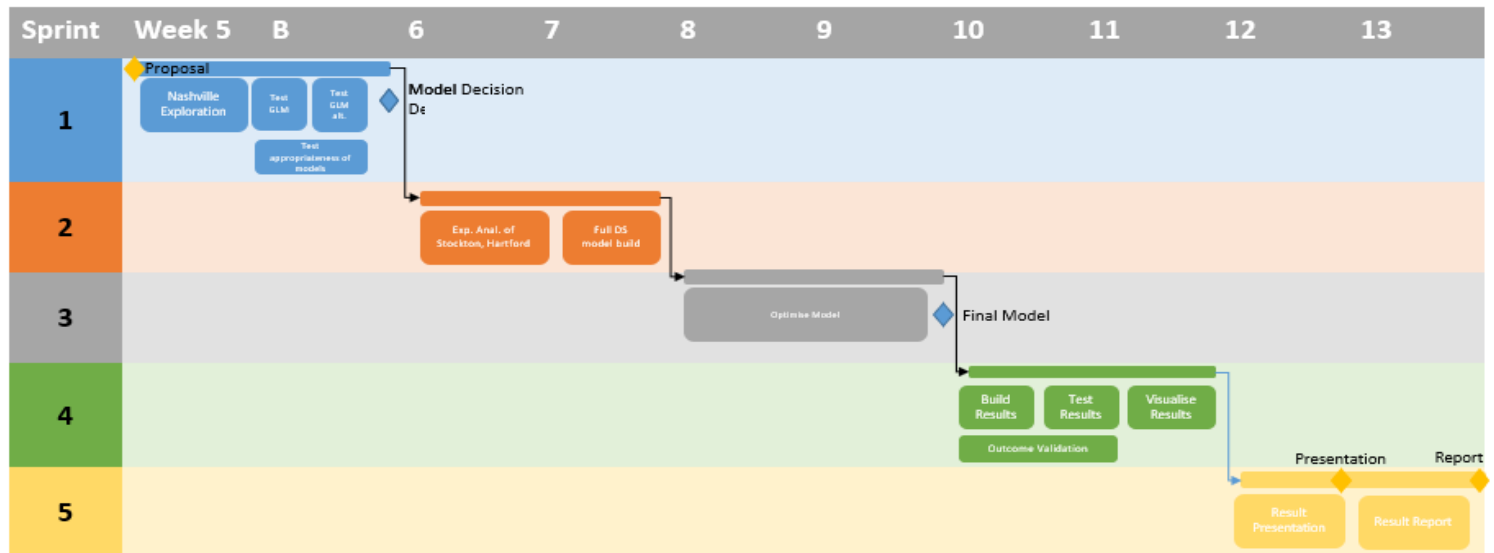 Sprint Week 5 B 6 7 8 9 10 11 12 13
Proposal
1
Nashville
Exploration
Test
GLM
Test
GLM
alt.
Test
appropriateness of
models
Model Decision
De
2
Exp. Anal. of
Stockton, Hartford
Full DS
model build
3
Optimise Model
Final Model
4
Build
Results
Test
Results
Visualise
Results
Outcome Validation
Presentation
Report
5
Result
Presentation
Result Report